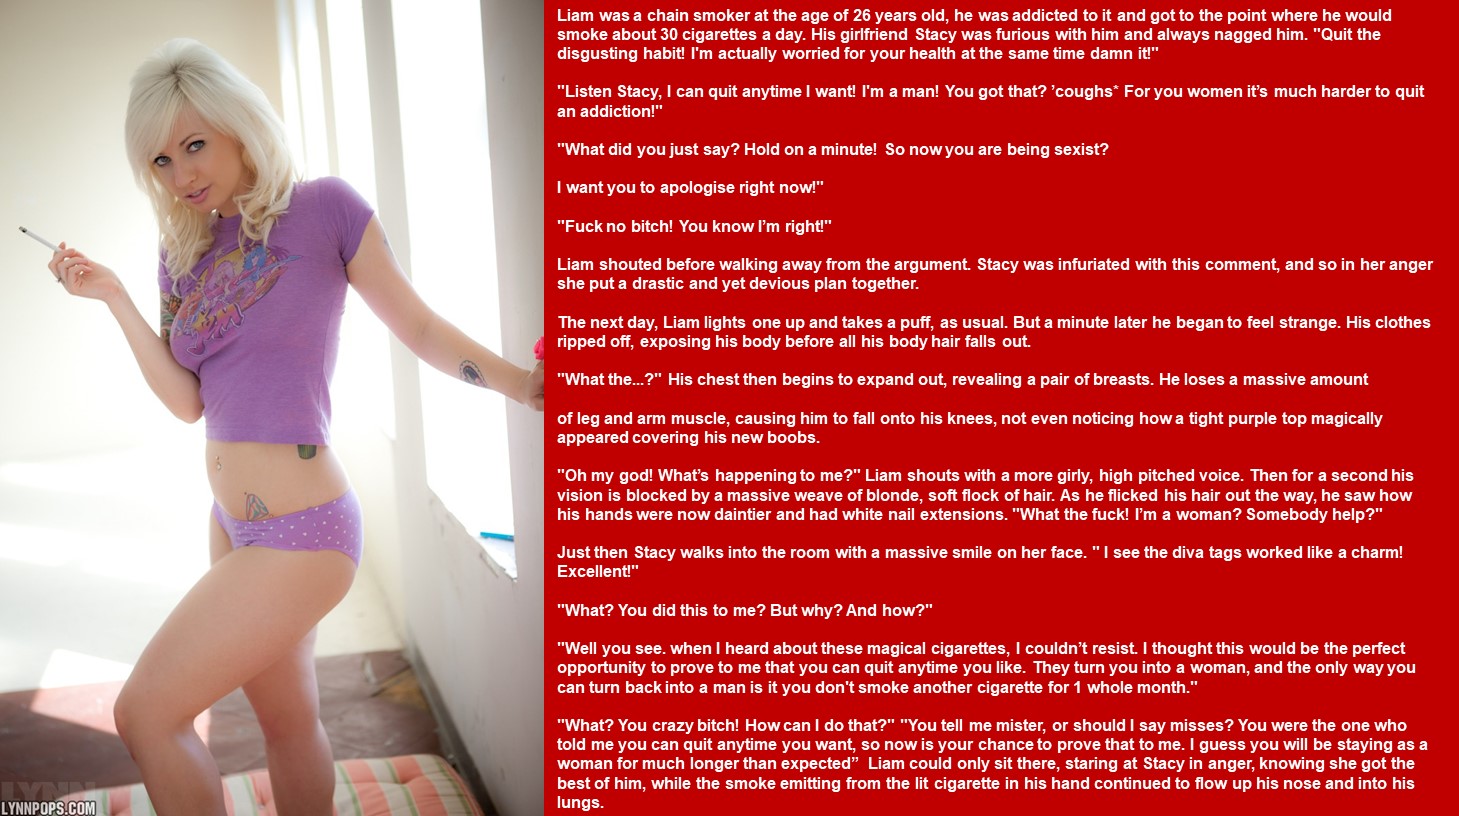 Liam was a chain smoker at the age of 26 years old, he was addicted to it and got to the point where he would
smoke about 30 cigarettes a day. His girlfriend Stacy was furious with him and always nagged him. "Quit the
disgusting habit! I'm actually worried for your health at the same time damn it!"
"Listen Stacy, I can quit anytime I want! I'm a man! You got that? ’coughs* For you women it’s much harder to quit
an addiction!"
"What did you just say? Hold on a minute! So now you are being sexist?
I want you to apologise right now!"
"Fuck no bitch! You know I’m right!"
Liam shouted before walking away from the argument. Stacy was infuriated with this comment, and so in her anger
she put a drastic and yet devious plan together.
The next day, Liam lights one up and takes a puff, as usual. But a minute later he began to feel strange. His clothes
ripped off, exposing his body before all his body hair falls out.
"What the...?" His chest then begins to expand out, revealing a pair of breasts. He loses a massive amount
of leg and arm muscle, causing him to fall onto his knees, not even noticing how a tight purple top magically
appeared covering his new boobs.
"Oh my god! What’s happening to me?" Liam shouts with a more girly, high pitched voice. Then for a second his
vision is blocked by a massive weave of blonde, soft flock of hair. As he flicked his hair out the way, he saw how
his hands were now daintier and had white nail extensions. "What the fuck! I’m a woman? Somebody help?"
Just then Stacy walks into the room with a massive smile on her face. " I see the diva tags worked like a charm!
Excellent!"
"What? You did this to me? But why? And how?"
"Well you see. when I heard about these magical cigarettes, I couldn’t resist. I thought this would be the perfect
opportunity to prove to me that you can quit anytime you like. They turn you into a woman, and the only way you
can turn back into a man is it you don't smoke another cigarette for 1 whole month."
"What? You crazy bitch! How can I do that?" "You tell me mister, or should I say misses? You were the one who
told me you can quit anytime you want, so now is your chance to prove that to me. I guess you will be staying as a
woman for much longer than expected” Liam could only sit there, staring at Stacy in anger, knowing she got the
best of him, while the smoke emitting from the lit cigarette in his hand continued to flow up his nose and into his
lungs.
LYNN
LYNNPOPS.COM